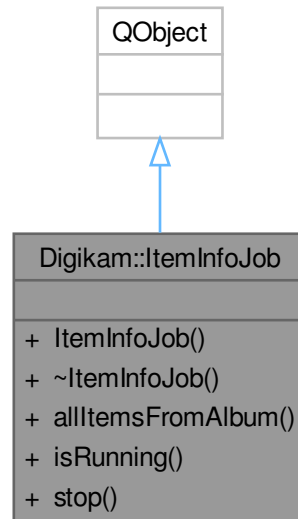 QObject
Digikam::ItemInfoJob
+ ItemInfoJob()
+ ~ItemInfoJob()
+ allItemsFromAlbum()
+ isRunning()
+ stop()